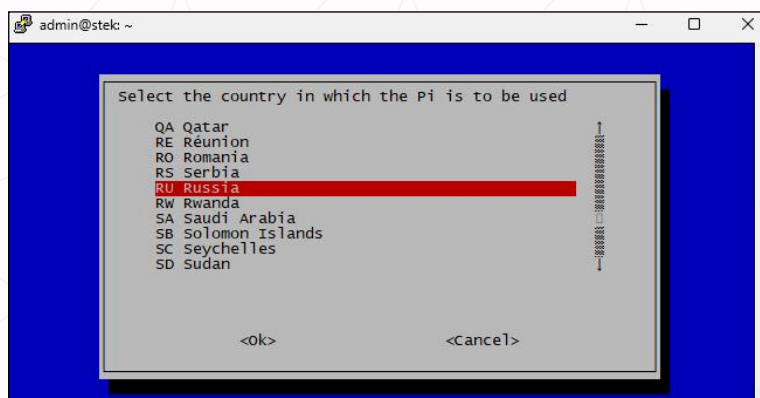 admin@stek: ~
Select the country in which the Pi is to be used
QA Qatar
RE Réunion
RO Romania
RS Serbia
RU Russia
RW Rwanda
SA Saudi Arabia
SB Solomon Islands
SC Seychelles
SD Sudan
<Ok> <Cancel>